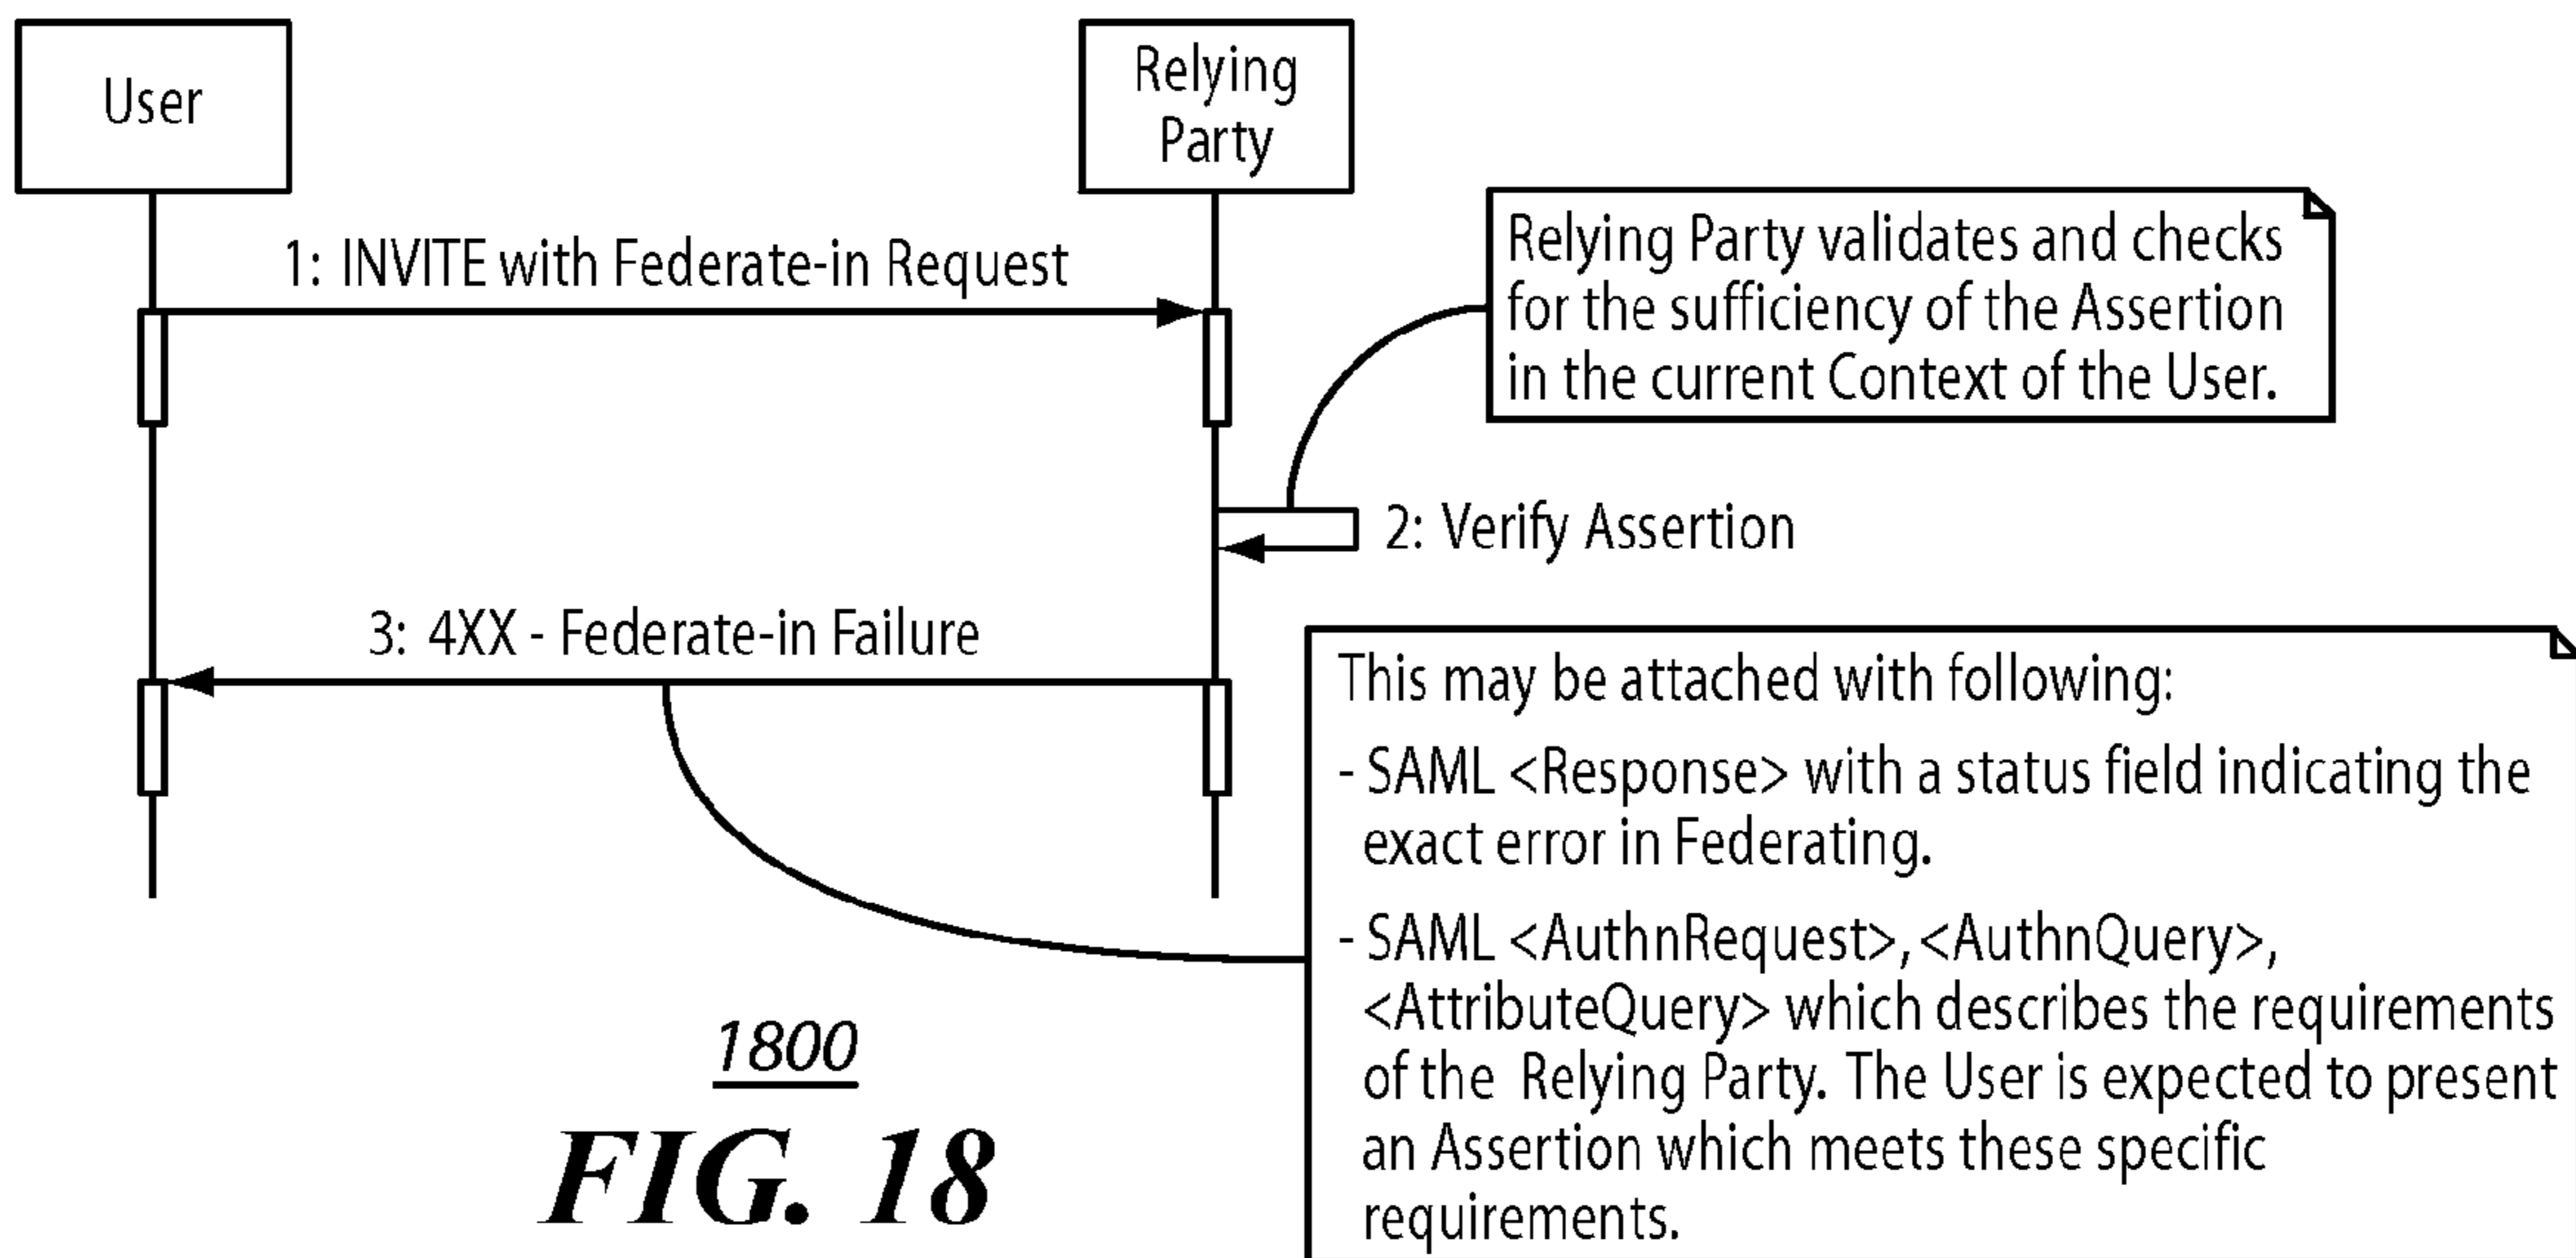 User
Relying
Party
1: INVITE with Federate-in Request
Relying Party validates and checks
for the sufficiency of the Assertion
in the current Context of the User.
2: Verify Assertion
3: 4XX - Federate-in Failure
This may be attached with following:
- SAML <Response> with a status field indicating the
exact error in Federating.
- SAML <AuthnRequest>, <AuthnQuery>,
<AttributeQuery> which describes the requirements
of the Relying Party. The User is expected to present
an Assertion which meets these specific
requirements.
1800
FIG. 18